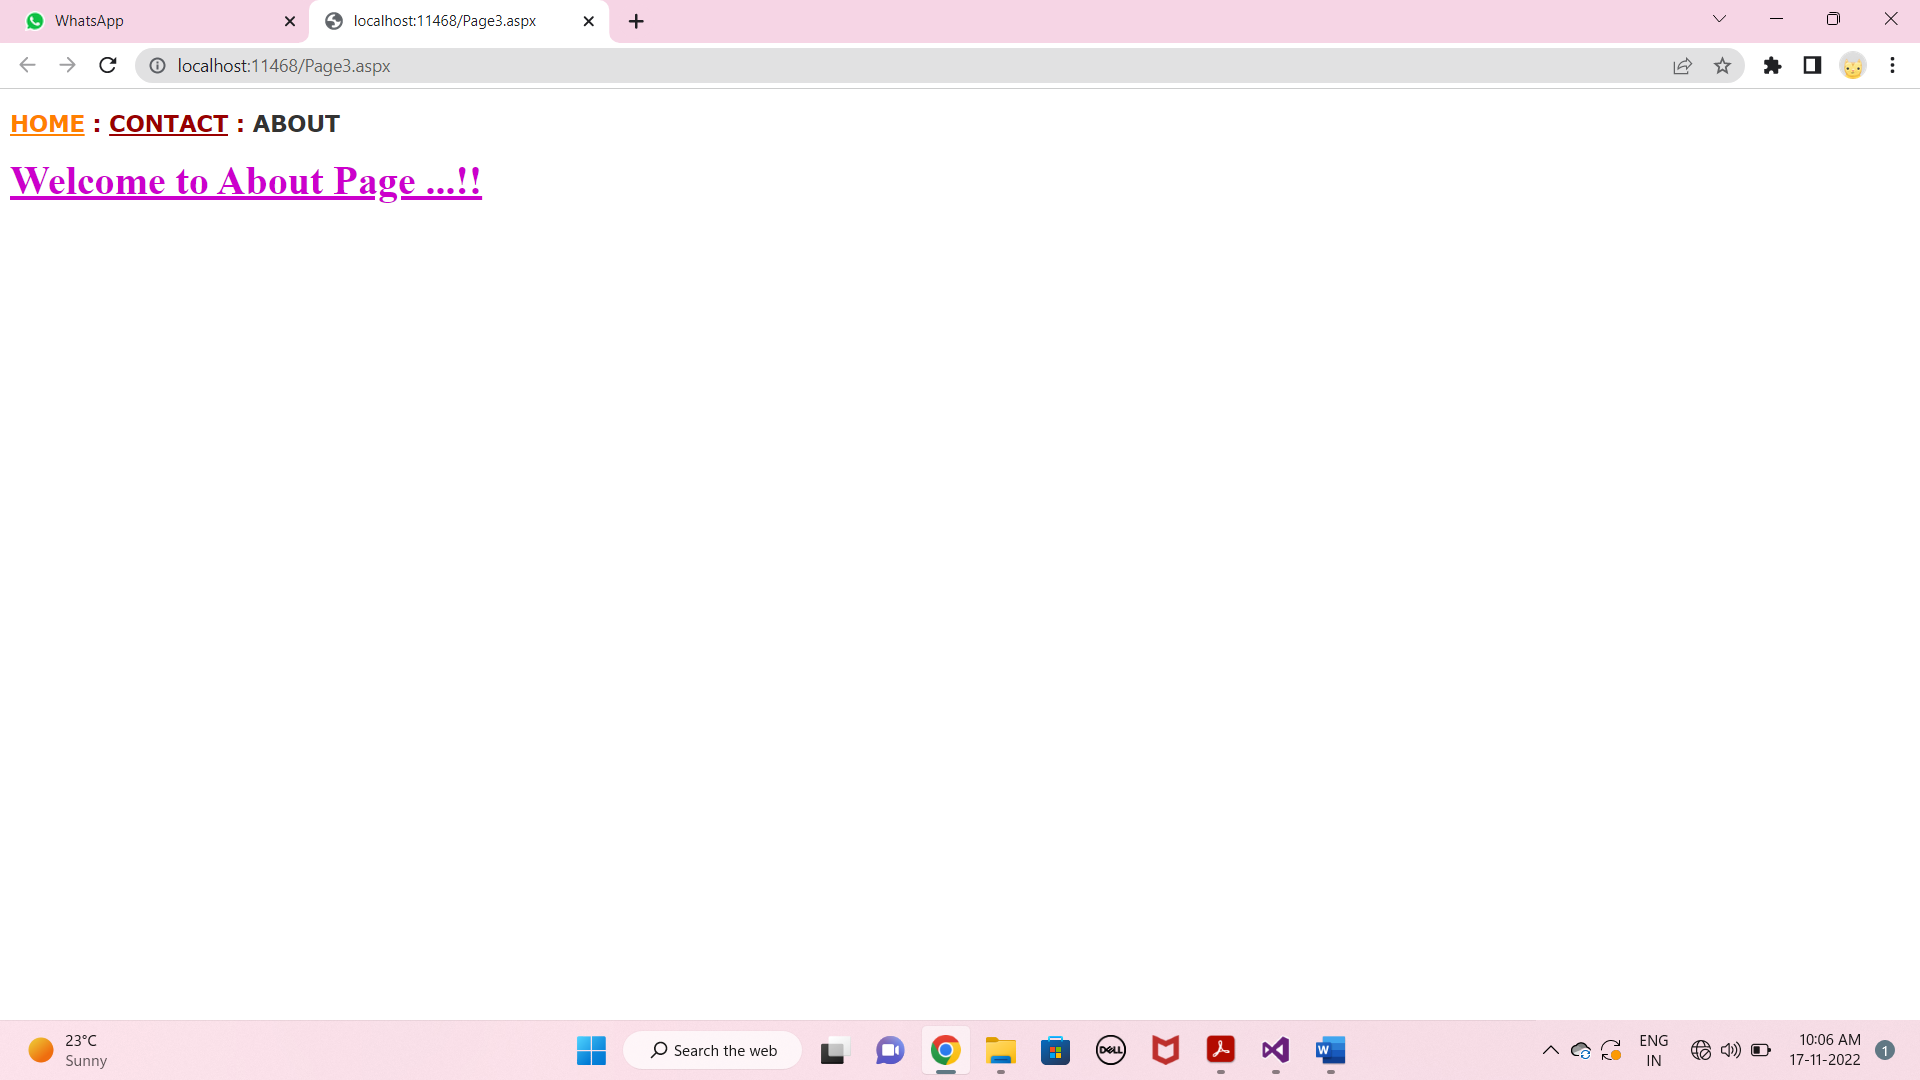 WhatsApp
localhost:11468/Page3.aspx
localhost:11468/Page3.aspx
HOME : CONTACT : ABOUT
Welcome to About Page ...!!
23°C
Sunny
Search the web
DELL
W
ENG
IN
10:06 AM
17-11-2022
1